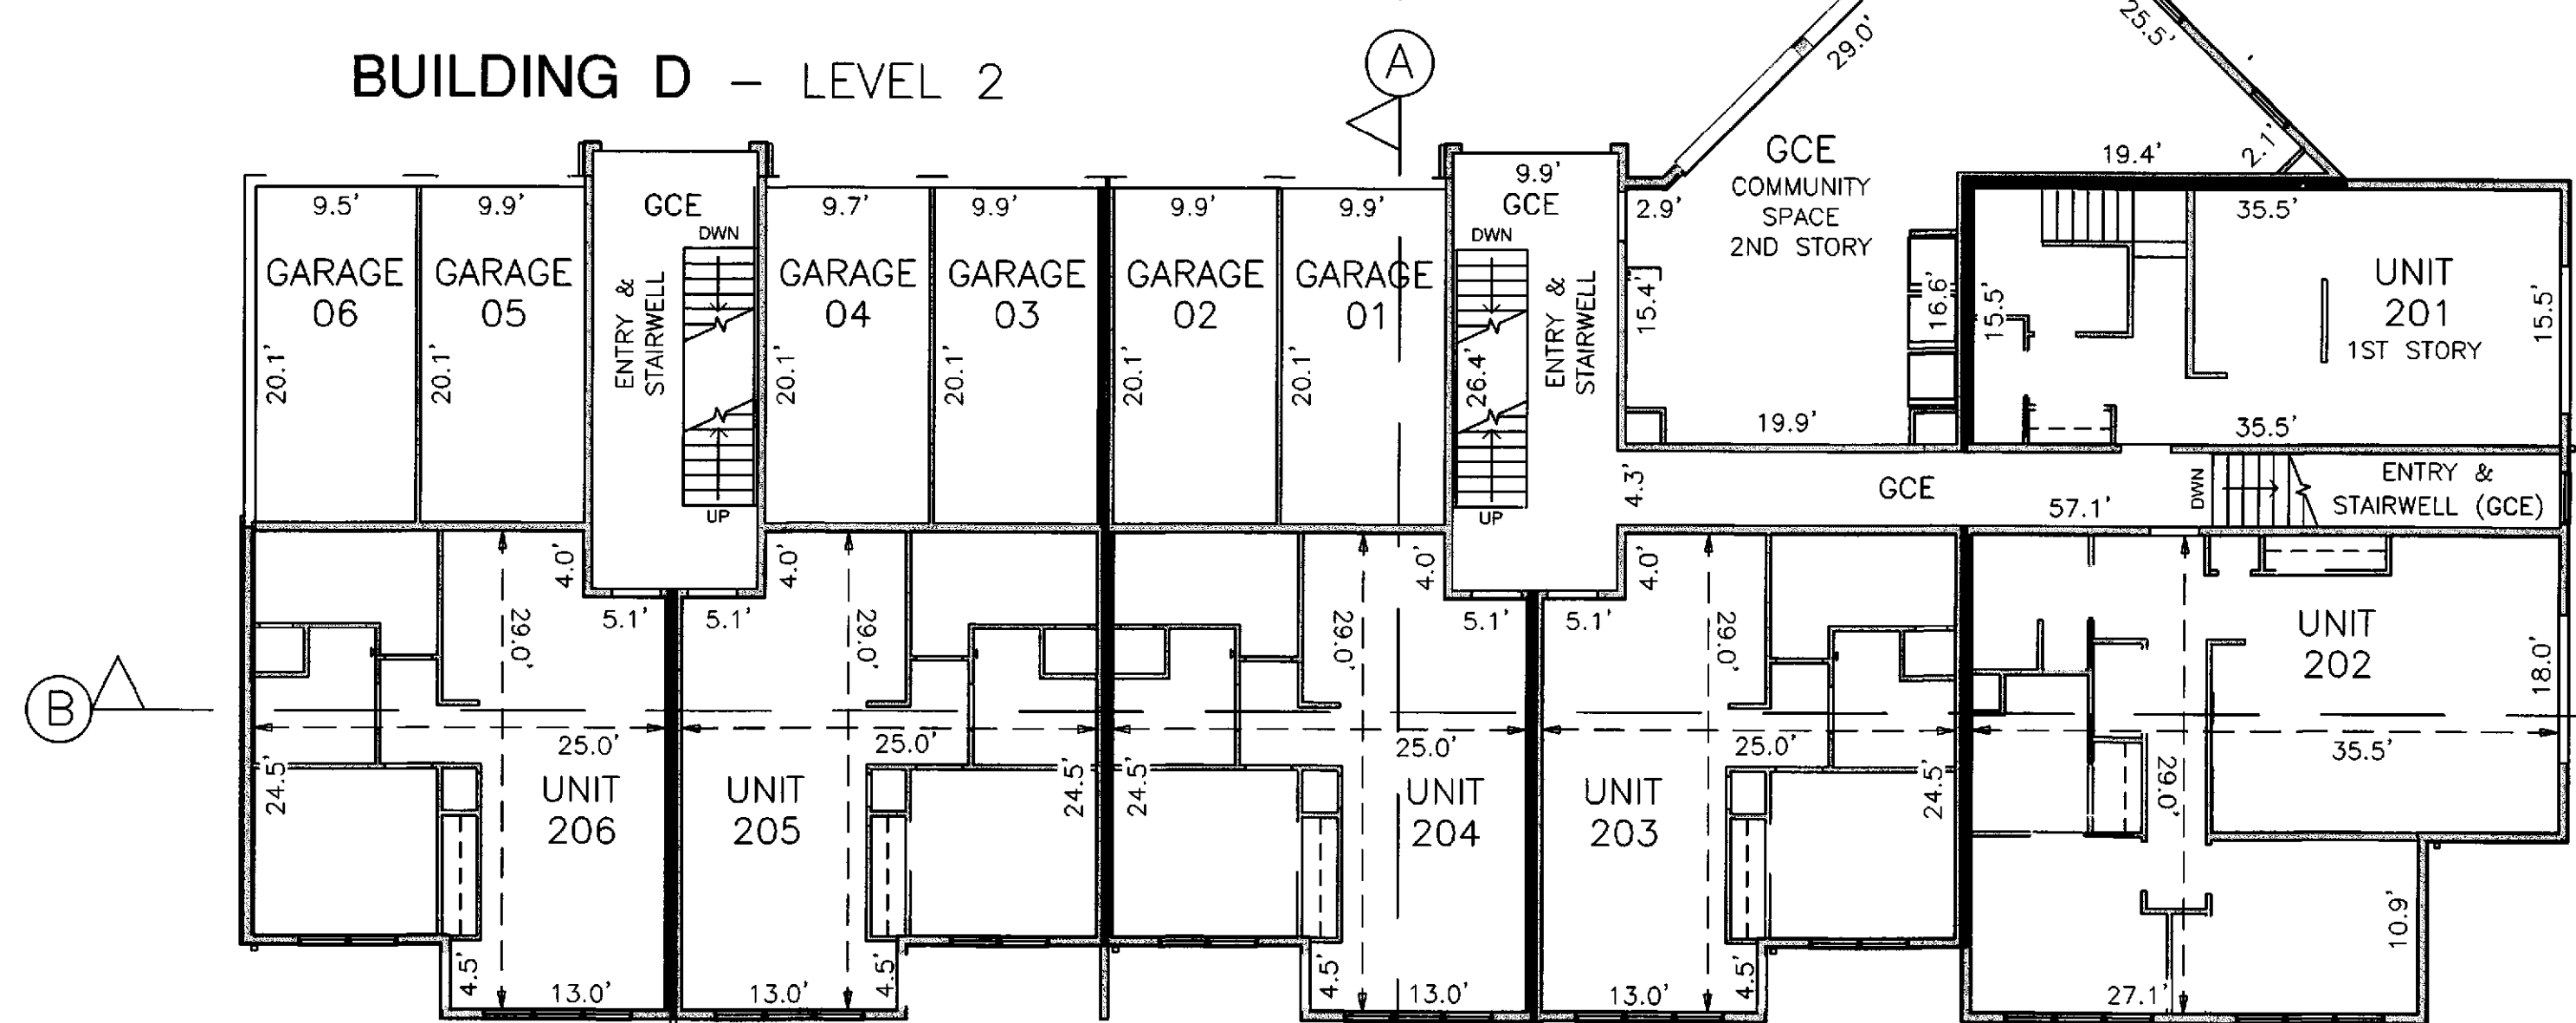 BUILDING D – LEVEL 2
A
29.0'
25.5'
2.1'
19.4'
GCE
COMMUNITY
SPACE
2ND STORY
2.9'
15.4'
16.6'
19.9'
9.5'
GARAGE
06
20.1'
9.9'
GARAGE
05
20.1'
GCE
DWN
ENTRY &
STAIRWELL
UP
9.7'
GARAGE
04
20.1'
9.9'
GARAGE
03
20.1'
9.9'
GARAGE
02
20.1'
9.9'
GARAGE
01
20.1'
9.9'
GCE
DWN
26.4'
ENTRY &
STAIRWELL
UP
35.5'
15.5'
UNIT
201
1ST STORY
15.5'
35.5'
4.3'
GCE
57.1'
DWN
ENTRY &
STAIRWELL (GCE)
B
4.0'
5.1'
29.0'
25.0'
24.5'
UNIT
206
4.5'
13.0'
4.0'
5.1'
29.0'
25.0'
24.5'
UNIT
205
4.5'
13.0'
4.0'
5.1'
29.0'
25.0'
24.5'
UNIT
204
4.5'
13.0'
4.0'
5.1'
29.0'
25.0'
24.5'
UNIT
203
4.5'
13.0'
UNIT
202
18.0'
35.5'
29.0'
10.9'
27.1'